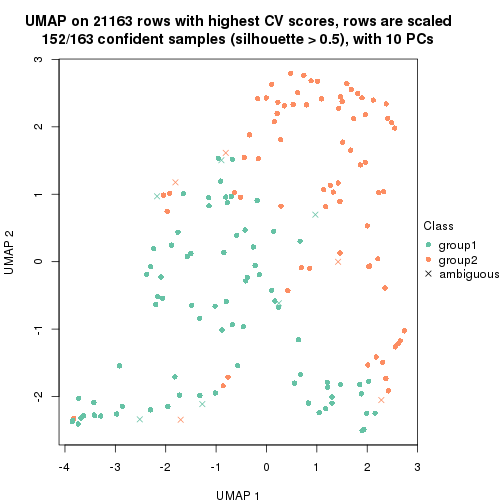 UMAP on 21163 rows with highest CV scores, rows are scaled
152/163 confident samples (silhouette > 0.5), with 10 PCs
3
2
1
0
-1
-2
UMAP 2
-4 -3 -2 -1 0 1 2 3
UMAP 1
Class
group1
group2
ambiguous